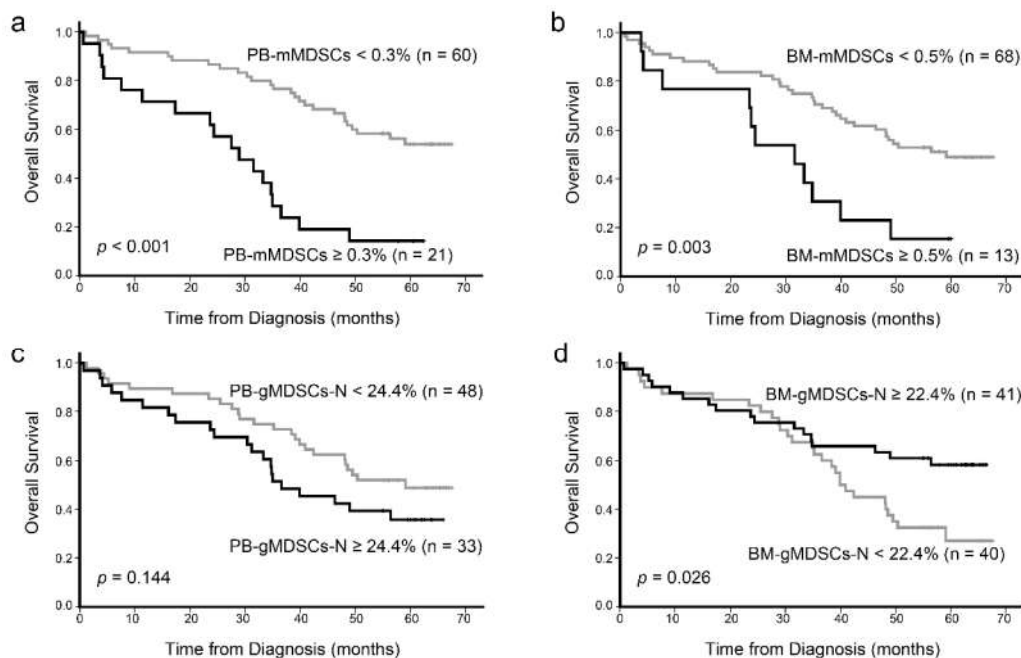 a
1.0
0.8
0.6
0.4
0.2
0.0
Overall Survival
PB-mMDSCs < 0.3% (n = 60)
PB-mMDSCs ≥ 0.3% (n = 21)
p < 0.001
0 10 20 30 40 50 60 70
Time from Diagnosis (months)
b
1.0
0.8
0.6
0.4
0.2
0.0
Overall Survival
BM-mMDSCs < 0.5% (n = 68)
BM-mMDSCs ≥ 0.5% (n = 13)
p = 0.003
0 10 20 30 40 50 60 70
Time from Diagnosis (months)
c
1.0
0.8
0.6
0.4
0.2
0.0
Overall Survival
PB-gMDSCs-N < 24.4% (n = 48)
PB-gMDSCs-N ≥ 24.4% (n = 33)
p = 0.144
0 10 20 30 40 50 60 70
Time from Diagnosis (months)
d
1.0
0.8
0.6
0.4
0.2
0.0
Overall Survival
BM-gMDSCs-N ≥ 22.4% (n = 41)
BM-gMDSCs-N < 22.4% (n = 40)
p = 0.026
0 10 20 30 40 50 60 70
Time from Diagnosis (months)